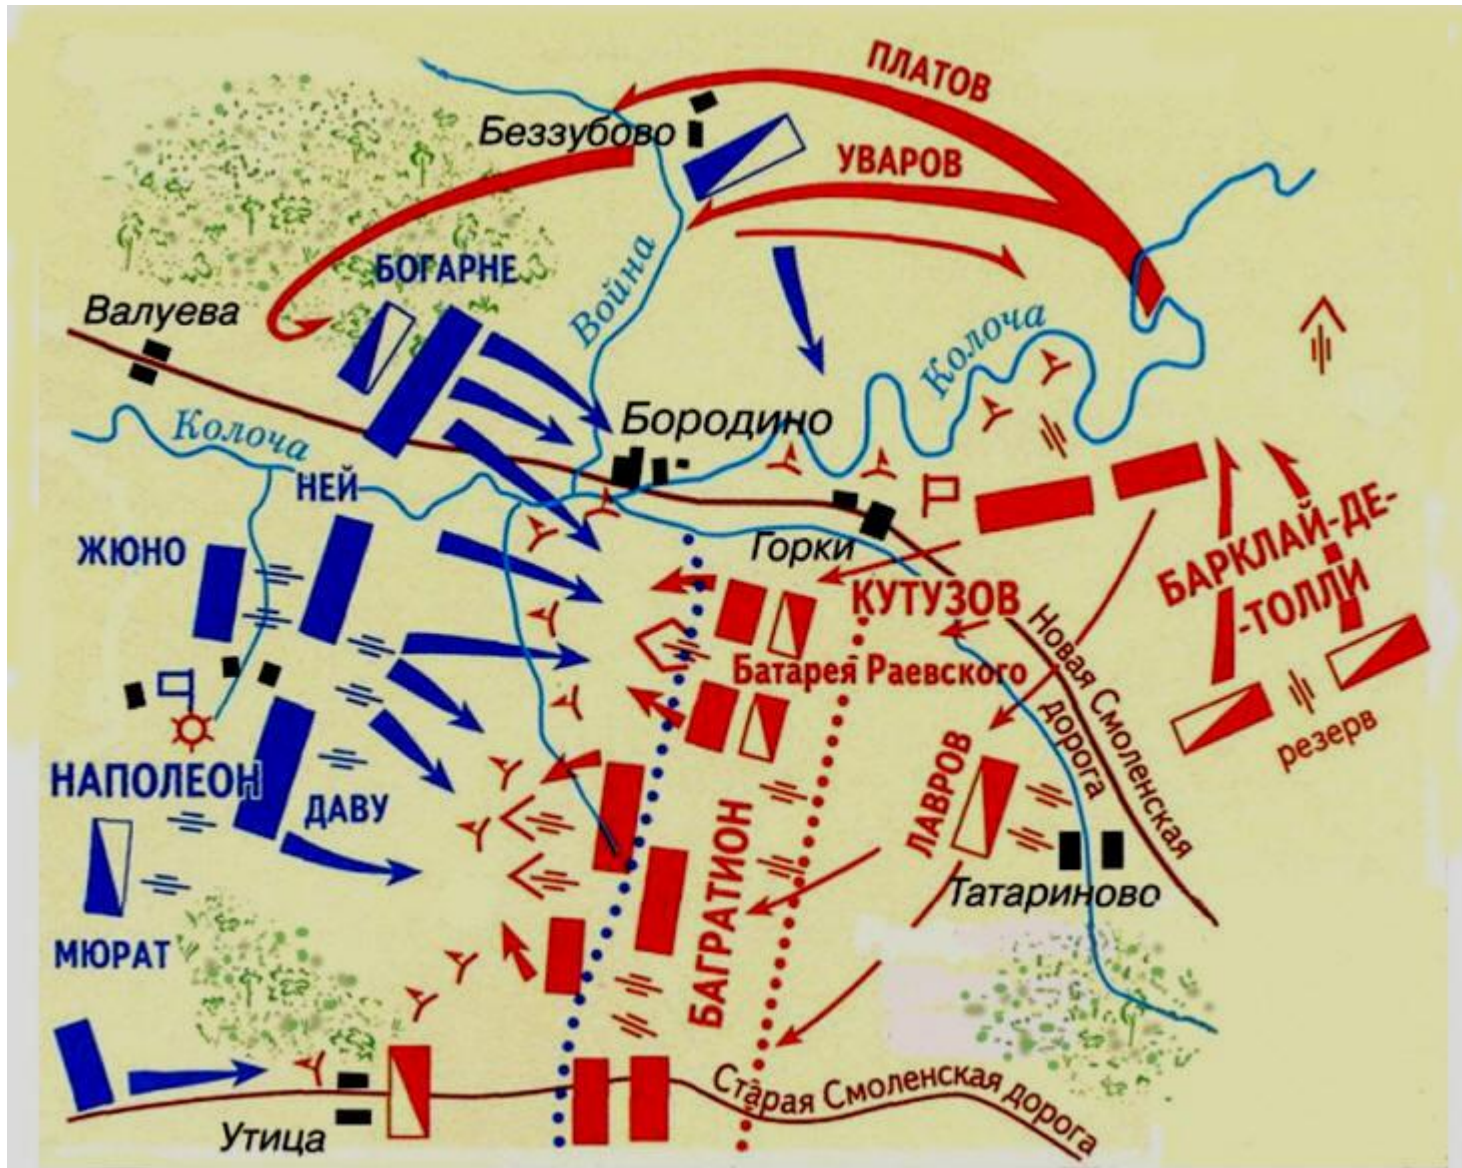 ПЛАТОВ
Беззубово
УВАРОВ
БОГАРНЕ
Война
Валуева
Колоча
Бородино
Колоча
НЕЙ
БАРКЛАЙ-ДЕ-
-ТОЛЛИ
ЖЮНО
Горки
КУТУЗОВ
Новая Смоленская
дорога
Батарея Раевского
резерв
НАПОЛЕОН
ДАВУ
ЛАВРОВ
БАГРАТИОН
Татариново
МЮРАТ
Старая Смоленская дорога
Утица